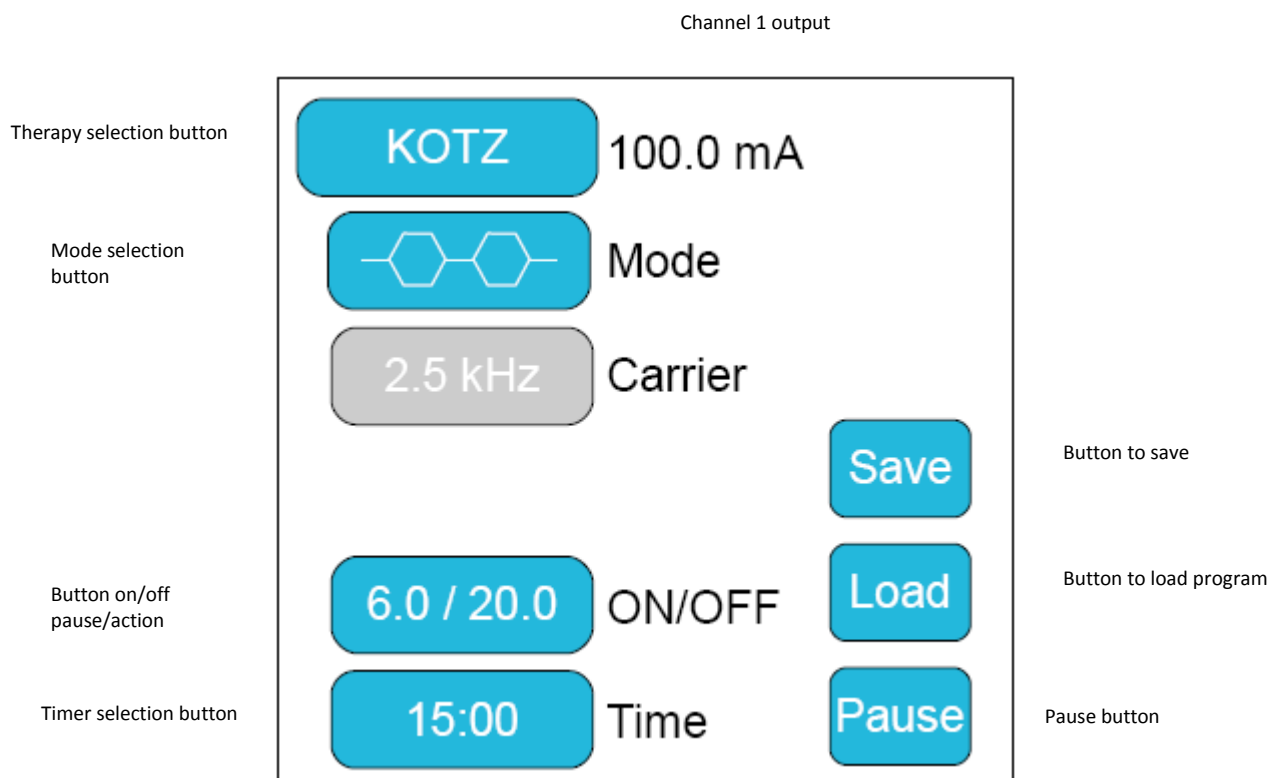 Channel 1 output
Therapy selection button
KOTZ
100.0 mA
Mode selection
button
Mode
2.5 kHz
Carrier
Save
Button to save
Button on/off
pause/action
6.0 / 20.0
ON/OFF
Load
Button to load program
Timer selection button
15:00
Time
Pause
Pause button